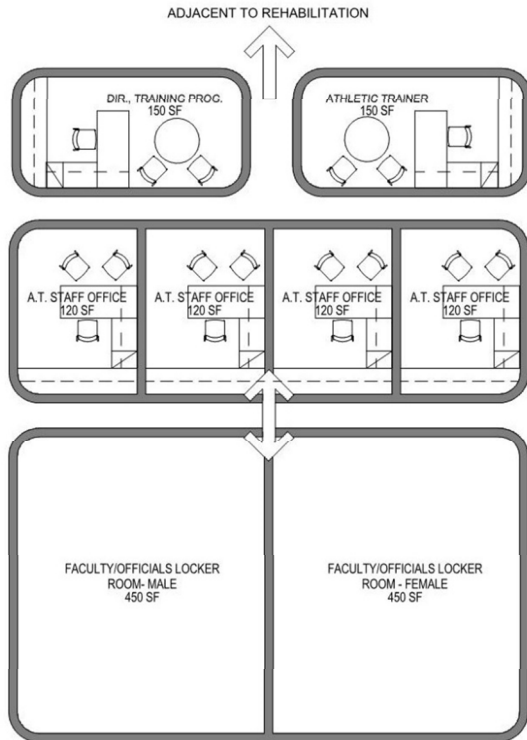 ADJACENT TO REHABILITATION
DIR., TRAINING PROG.
150 SF
ATHLETIC TRAINER
150 SF
A.T. STAFF OFFICE
120 SF
A.T. STAFF OFFICE
120 SF
A.T. STAFF OFFICE
120 SF
A.T. STAFF OFFICE
120 SF
FACULTY/OFFICIALS LOCKER
ROOM- MALE
450 SF
FACULTY/OFFICIALS LOCKER
ROOM - FEMALE
450 SF